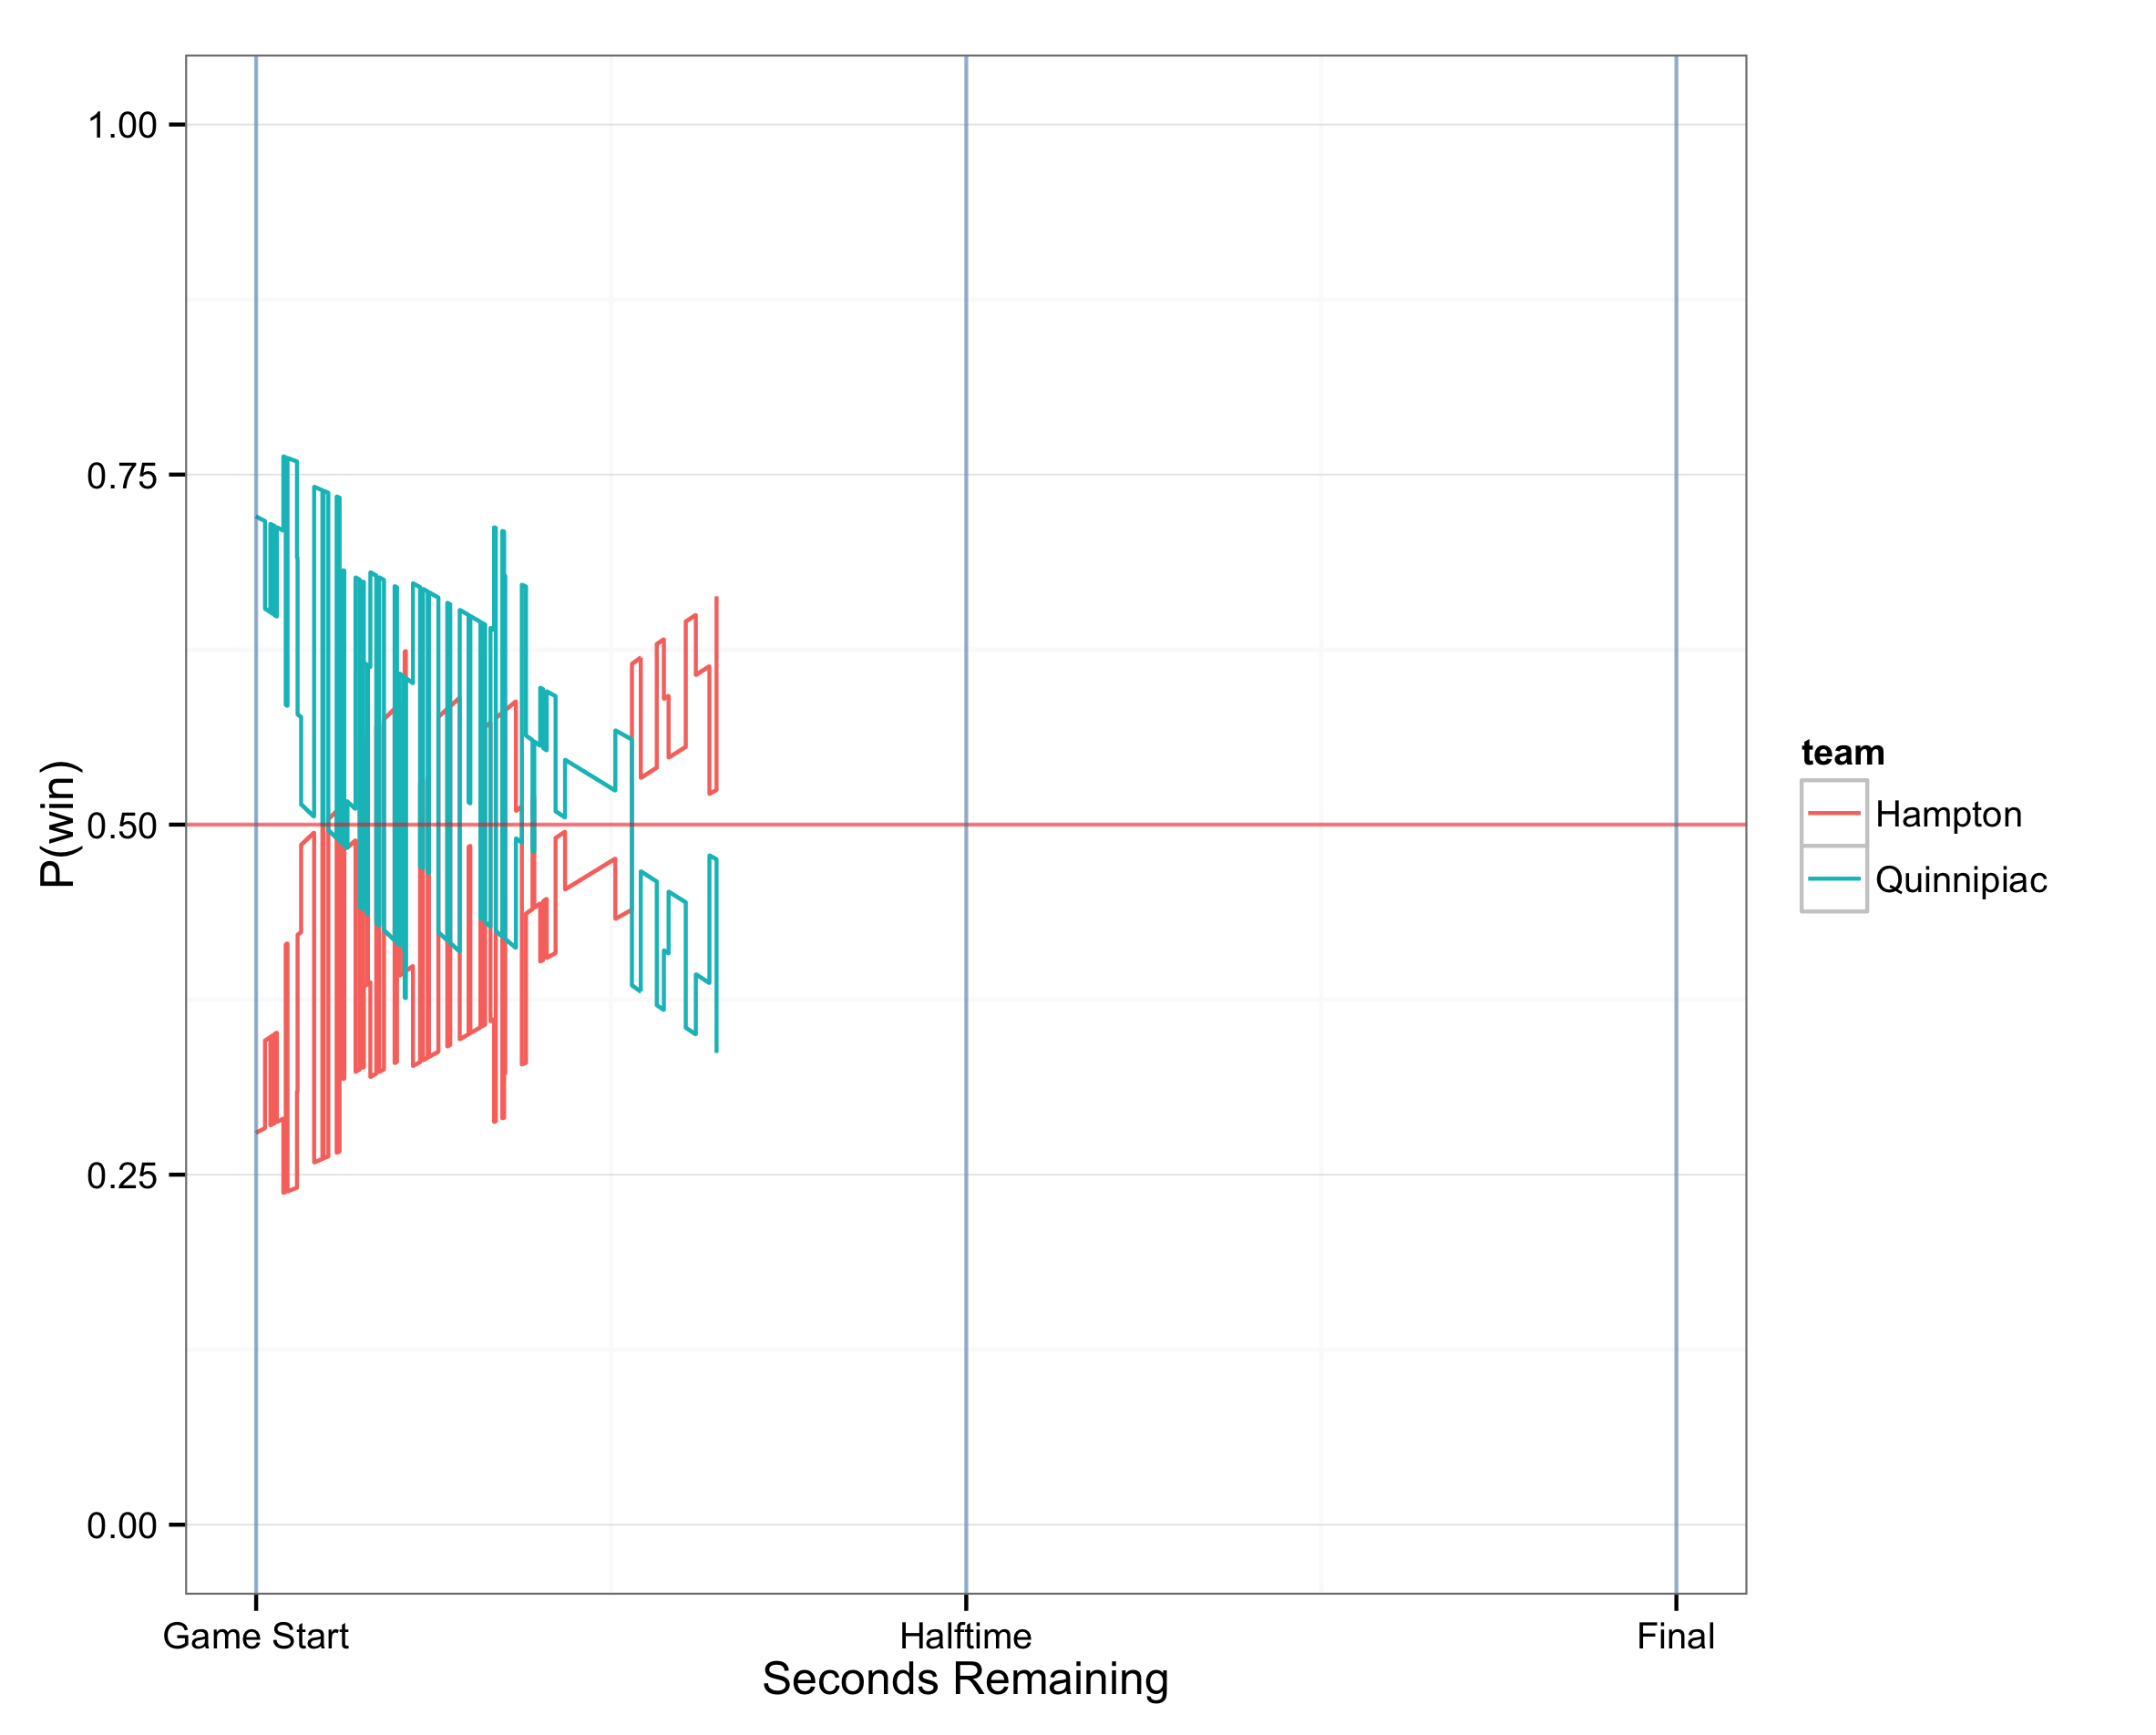 1.00
0.75
0.50
0.25
0.00
P(win)
Game Start
Halftime
Final
Seconds Remaining
team
Hampton
Quinnipiac